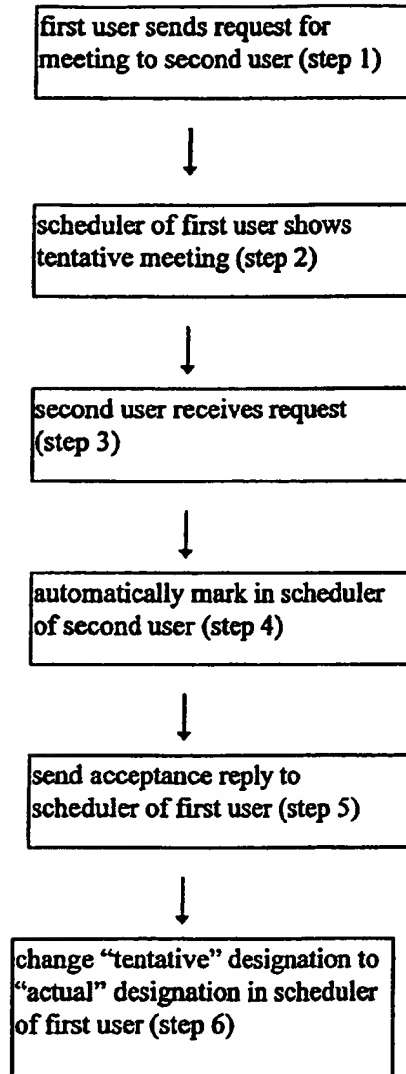 first user sends request for
meeting to second user (step 1)
scheduler of first user shows
tentative meeting (step 2)
second user receives request
(step 3)
automatically mark in scheduler
of second user (step 4)
send acceptance reply to
scheduler of first user (step 5)
change “tentative” designation to
“actual” designation in scheduler
of first user (step 6)